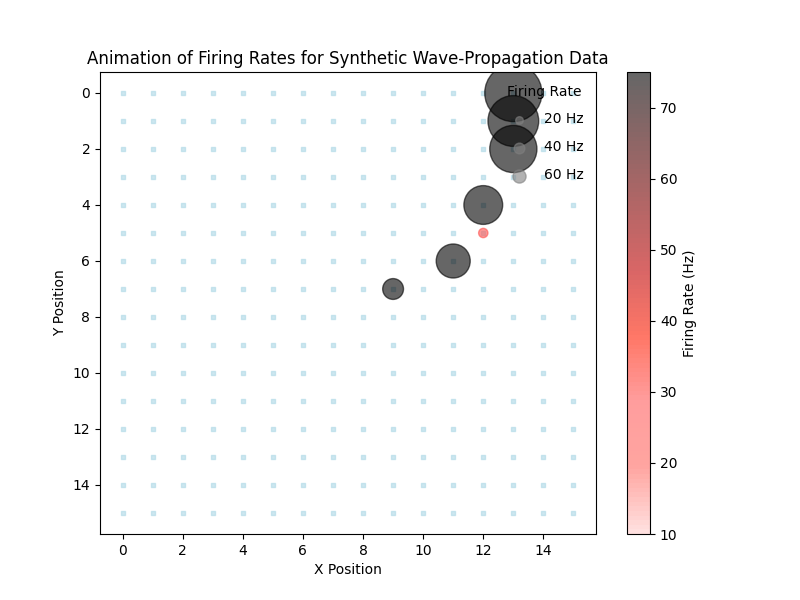 Animation of Firing Rates for Synthetic Wave-Propagation Data
Firing Rate
20 Hz
40 Hz
60 Hz
0
2
4
6
8
10
12
14
Y Position
0
2
4
6
8
10
12
14
X Position
70
60
50
40
30
20
10
Firing Rate (Hz)